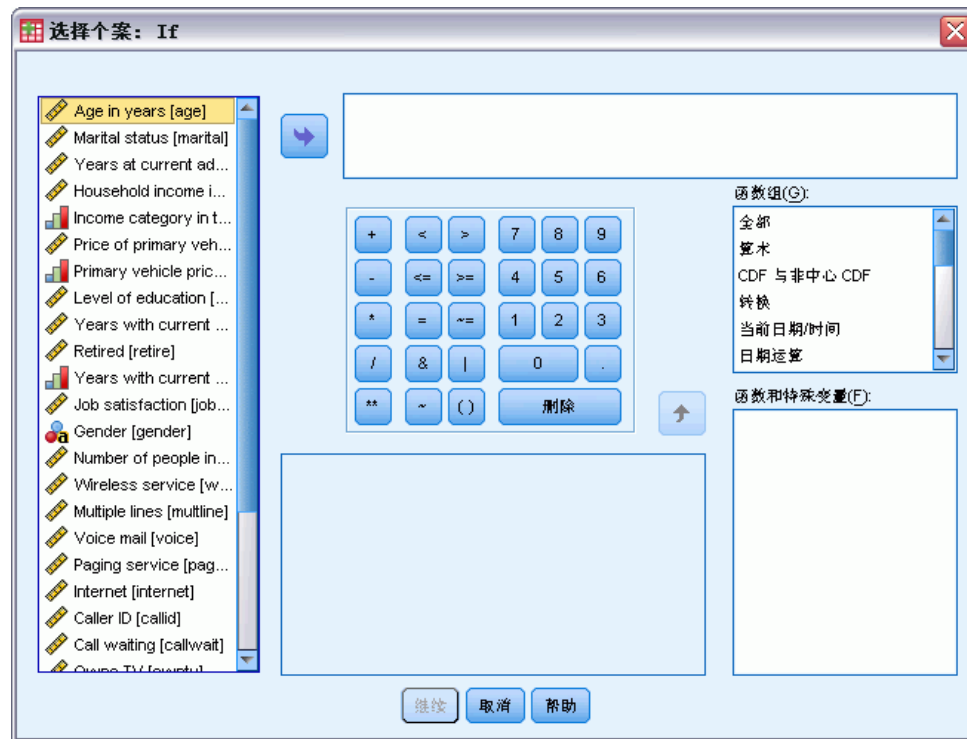 选择个案: If
Age in years [age]
Marital status [marital]
Years at current ad...
Household income i...
Income category in t...
Price of primary veh...
Primary vehicle pric...
Level of education [...
Years with current ...
Retired [retire]
Years with current ...
Job satisfaction [job...
Gender [gender]
Number of people in...
Wireless service [w...
Multiple lines [multline]
Voice mail [voice]
Paging service [pag...
Internet [internet]
Caller ID [callid]
Call waiting [callwait]
Owns TV [owntv]
+ < > 7 8 9
- <= >= 4 5 6
* = ~= 1 2 3
/ & | 0 .
** ~ () 删除
函数组(G):
全部
算术
CDF 与非中心 CDF
转换
当前日期/时间
日期运算
函数和特殊变量(F):
继续 取消 帮助